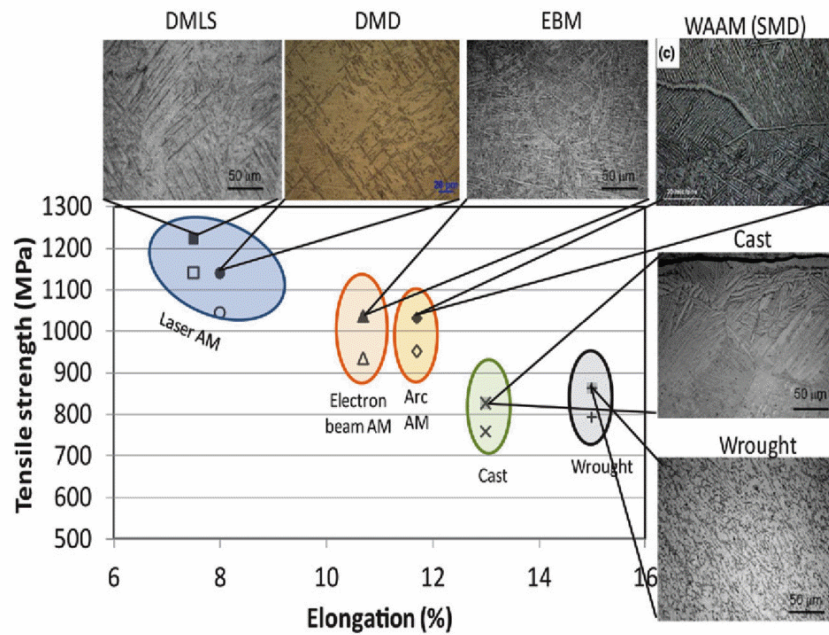 DMLS
DMD
EBM
WAAM (SMD)
(c)
50 μm
50 μm
1300
1200
1100
1000
900
800
700
600
500
Tensile strength (MPa)
Laser AM
Electron
beam AM
Arc
AM
Cast
Wrought
6
8
10
12
14
16
Elongation (%)
Cast
50 μm
Wrought
50 μm